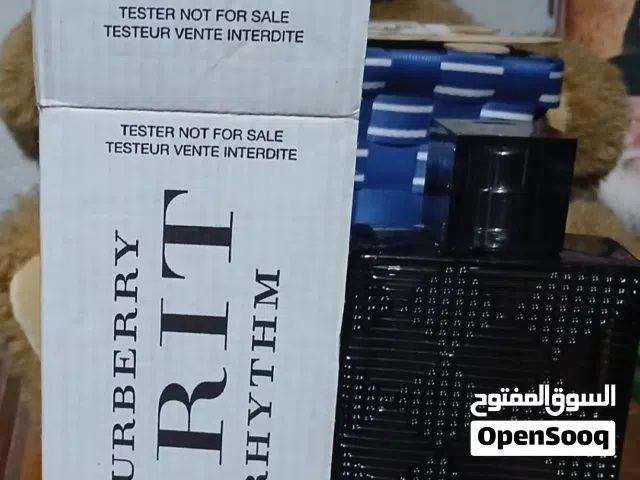 TESTER NOT FOR SALE
TESTEUR VENTE INTERDITE
TESTER NOT FOR SALE
TESTEUR VENTE INTERDITE
URBERRY
RIT
RHYTHM
السوق المفتوح
OpenSooq